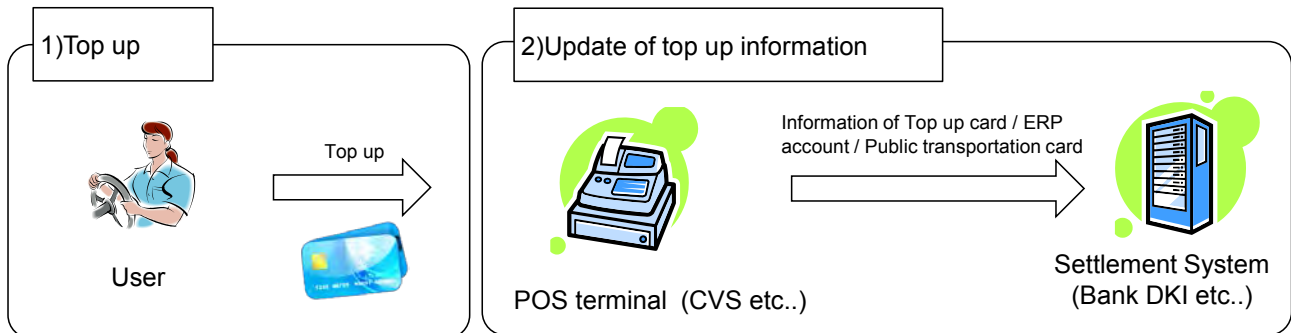 1)Top up
2)Update of top up information
Top up
User
POS terminal  (CVS etc..)
Information of Top up card / ERP
account / Public transportation card
Settlement System
(Bank DKI etc..)